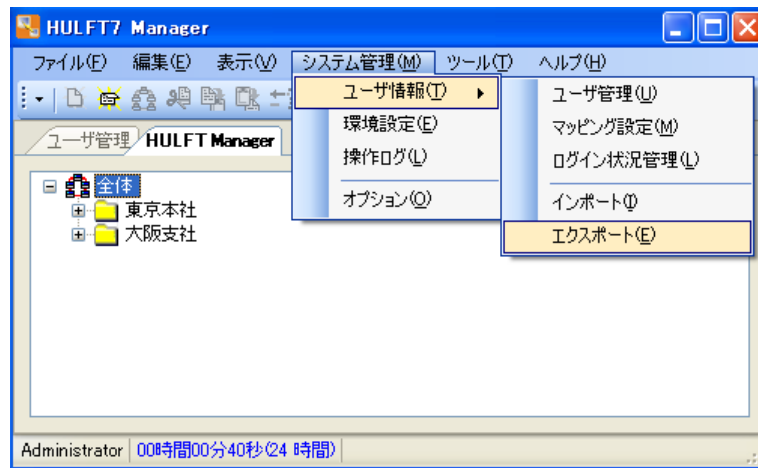 HULFT7 Manager
ファイル(F) 編集(E) 表示(V) システム管理(M) ツール(T) ヘルプ(H)
ユーザ情報(T)
環境設定(E)
操作ログ(L)
オプション(O)
ユーザ管理(U)
マッピング設定(M)
ログイン状況管理(L)
インポート(I)
エクスポート(E)
ユーザ管理 HULFT Manager
全体
東京本社
大阪支社
Administrator 00時間00分40秒(24 時間)